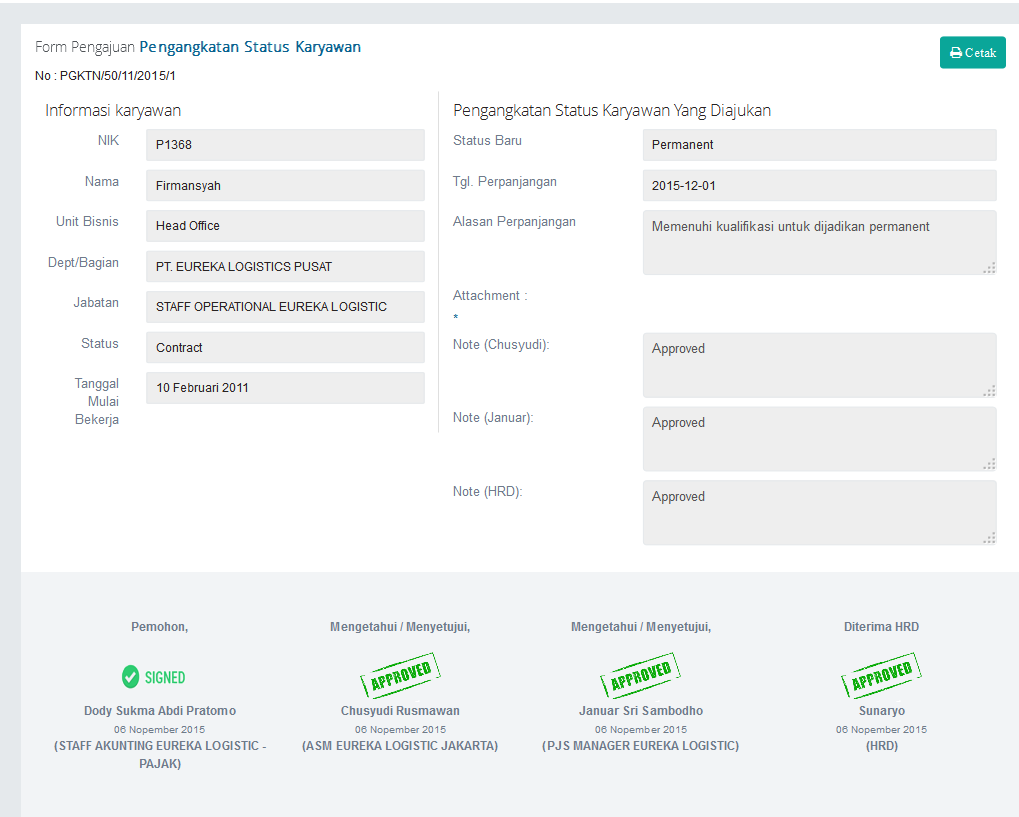 Form Pengajuan Pengangkatan Status Karyawan
Cetak
No : PGKTN/50/11/2015/1
Informasi karyawan
NIK
P1368
Nama
Firmansyah
Unit Bisnis
Head Office
Dept/Bagian
PT. EUREKA LOGISTICS PUSAT
Jabatan
STAFF OPERATIONAL EUREKA LOGISTIC
Status
Contract
Tanggal
Mulai
Bekerja
10 Februari 2011
Pengangkatan Status Karyawan Yang Diajukan
Status Baru
Permanent
Tgl. Perpanjangan
2015-12-01
Alasan Perpanjangan
Memenuhi kualifikasi untuk dijadikan permanent
Attachment :
*
Note (Chusyudi):
Approved
Note (Januar):
Approved
Note (HRD):
Approved
Pemohon,
SIGNED
Dody Sukma Abdi Pratomo
06 Nopember 2015
(STAFF AKUNTING EUREKA LOGISTIC -
PAJAK)
Mengetahui / Menyetujui,
APPROVED
Chusyudi Rusmawan
06 Nopember 2015
(ASM EUREKA LOGISTIC JAKARTA)
Mengetahui / Menyetujui,
APPROVED
Januar Sri Sambodho
06 Nopember 2015
(PJS MANAGER EUREKA LOGISTIC)
Diterima HRD
APPROVED
Sunaryo
06 Nopember 2015
(HRD)